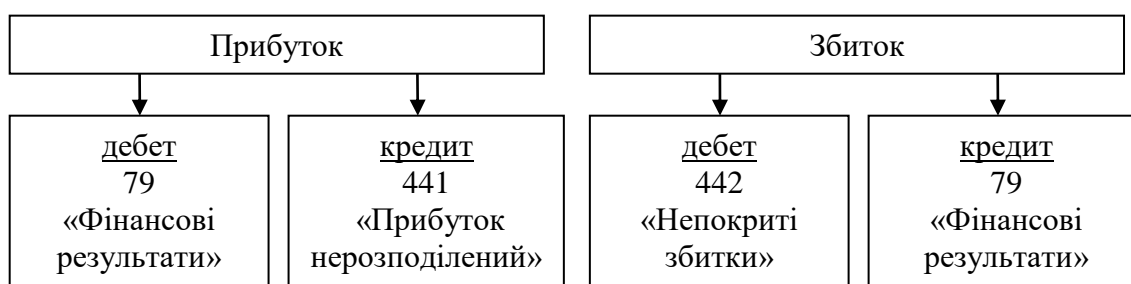 Прибуток
дебет
79
«Фінансові
результати»
кредит
441
«Прибуток
нерозподілений»
Збиток
дебет
442
«Непокриті
збитки»
кредит
79
«Фінансові
результати»